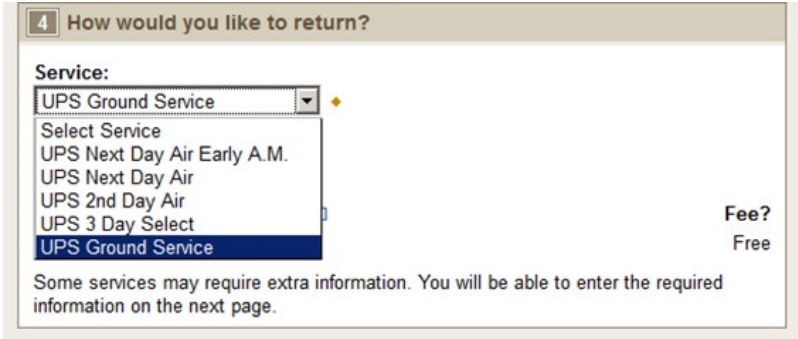 4 How would you like to return?
Service:
UPS Ground Service
Select Service
UPS Next Day Air Early A.M.
UPS Next Day Air
UPS 2nd Day Air
UPS 3 Day Select
Fee?
UPS Ground Service
Free
Some services may require extra information. You will be able to enter the required
information on the next page.